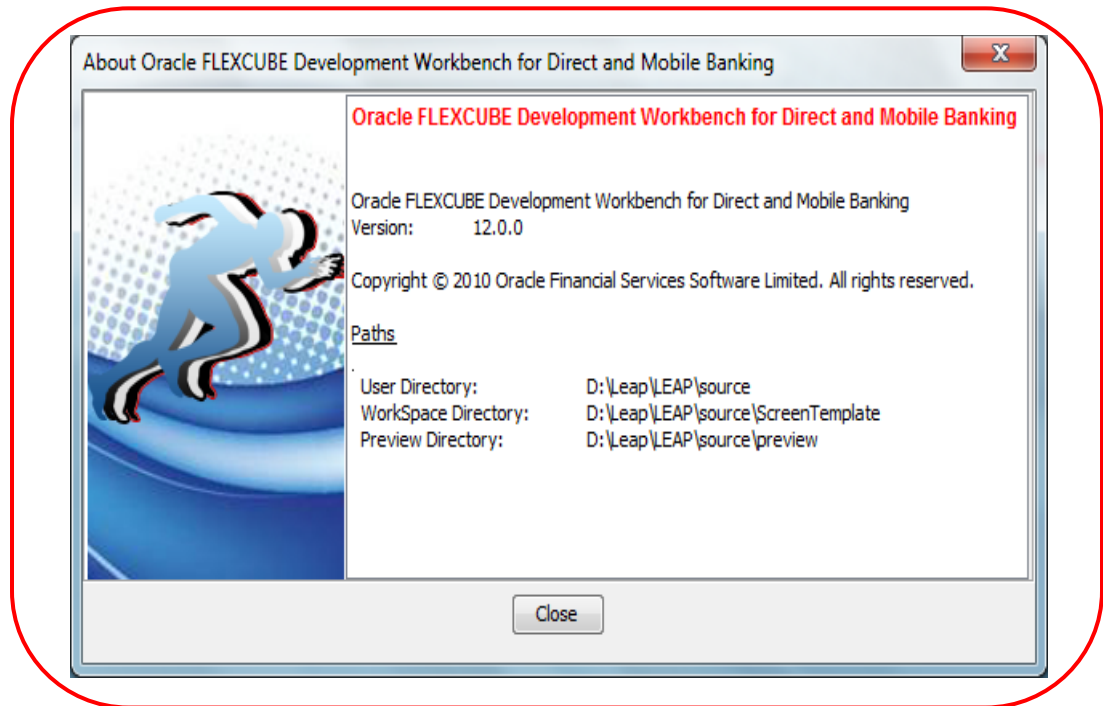 About Oracle FLEXCUBE Development Workbench for Direct and Mobile Banking
X
Oracle FLEXCUBE Development Workbench for Direct and Mobile Banking
Oracle FLEXCUBE Development Workbench for Direct and Mobile Banking
Version: 12.0.0
Copyright © 2010 Oracle Financial Services Software Limited. All rights reserved.
Paths
.
User Directory: D:\Leap\LEAP\source
WorkSpace Directory: D:\Leap\LEAP\source\ScreenTemplate
Preview Directory: D:\Leap\LEAP\source\preview
Close